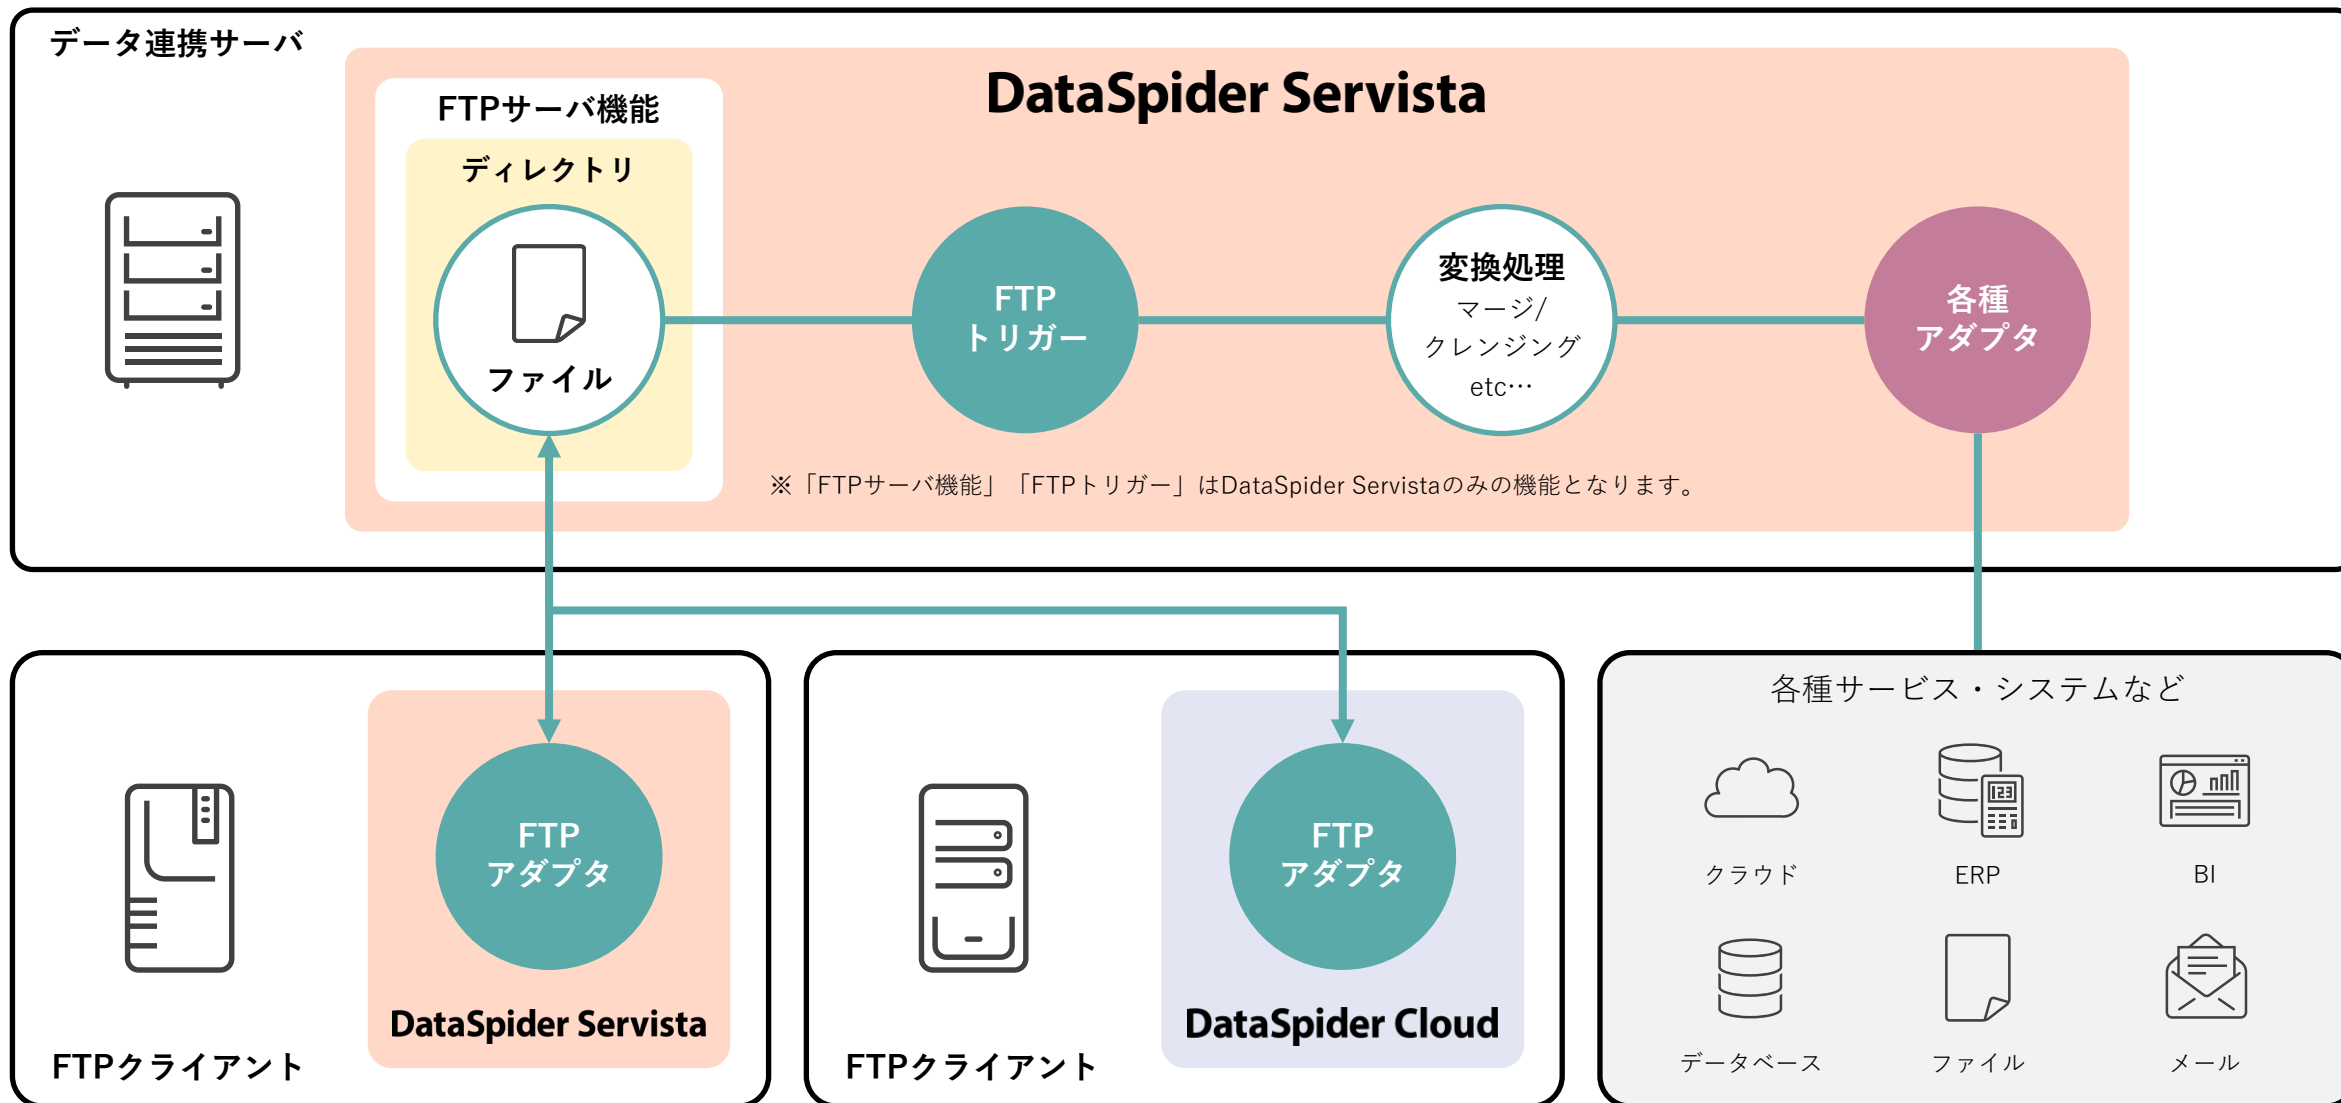 データ連携サーバ
DataSpider Servista
FTPサーバ機能
ディレクトリ
ファイル
FTP
トリガー
変換処理
マージ/
クレンジング
etc…
各種
アダプタ
※「FTPサーバ機能」「FTPトリガー」はDataSpider Servistaのみの機能となります。
FTP
アダプタ
DataSpider Servista
FTPクライアント
FTP
アダプタ
DataSpider Cloud
FTPクライアント
各種サービス・システムなど
クラウド
123
ERP
BI
データベース
ファイル
メール